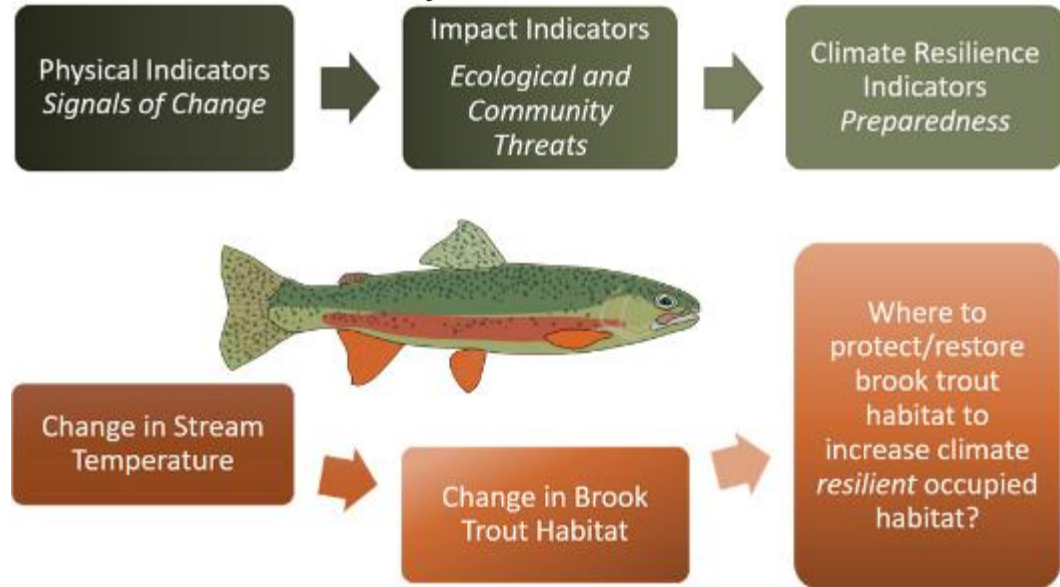 Physical Indicators
Signals of Change
Impact Indicators
Ecological and
Community
Threats
Climate Resilience
Indicators
Preparedness
Change in Stream
Temperature
Change in Brook
Trout Habitat
Where to
protect/restore
brook trout
habitat to
increase climate
resilient occupied
habitat?